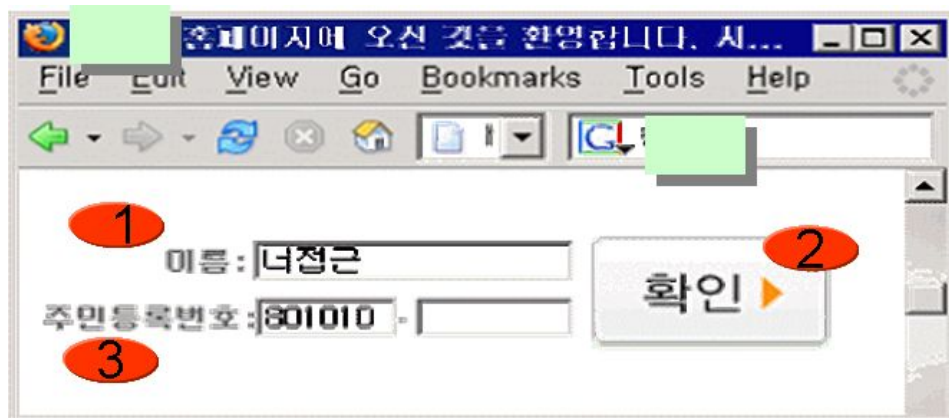 홈페이지에 오신 것을 환영합니다. 시...
File Edit View Go Bookmarks Tools Help
1
이름: 너접근
2
확인
주민등록번호: 801010 -
3